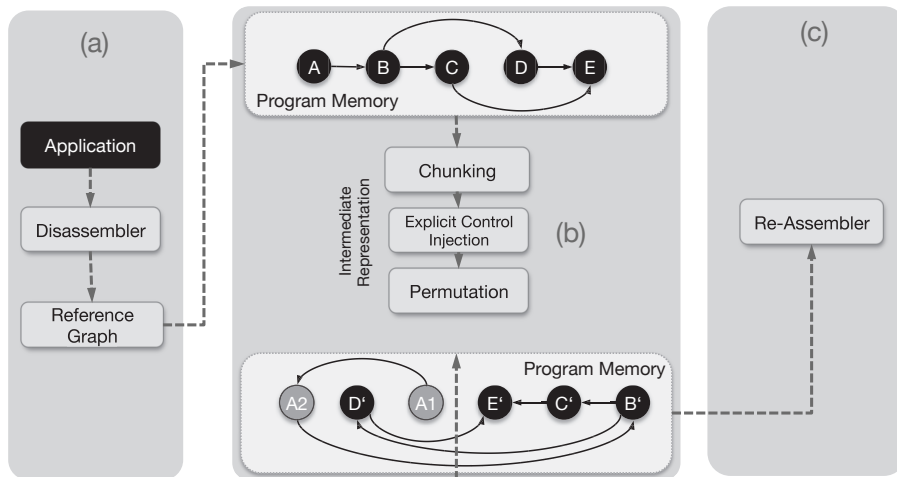 (a)
Application
Disassembler
Reference
Graph
A B C D E
Program Memory
Chunking
Explicit Control
Injection
Permutation
Intermediate
Representation
(b)
Program Memory
A2 D‘ A1 E‘ C‘ B‘
(c)
Re-Assembler